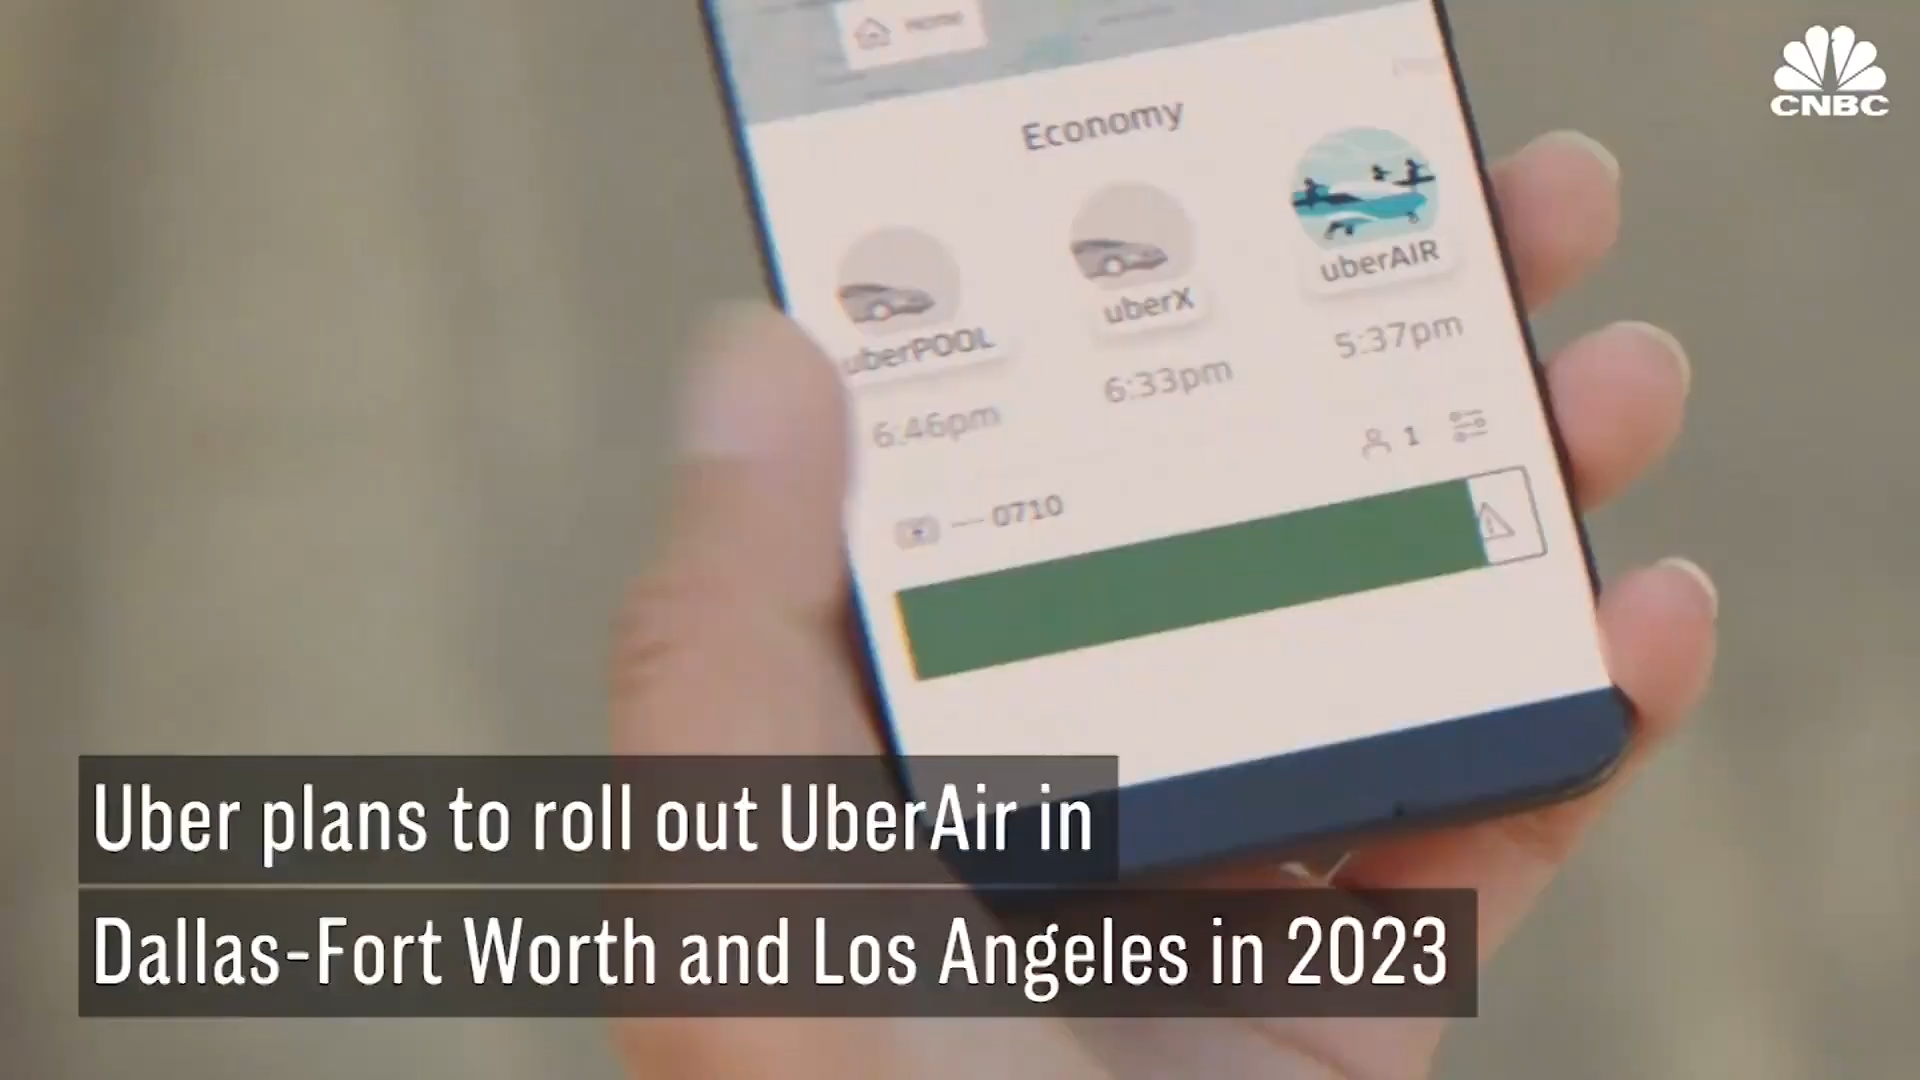 Home
CNBC
Economy
uberPOOL
uberX
uberAIR
6:46pm
6:33pm
5:37pm
1
0710
Uber plans to roll out UberAir in
Dallas-Fort Worth and Los Angeles in 2023